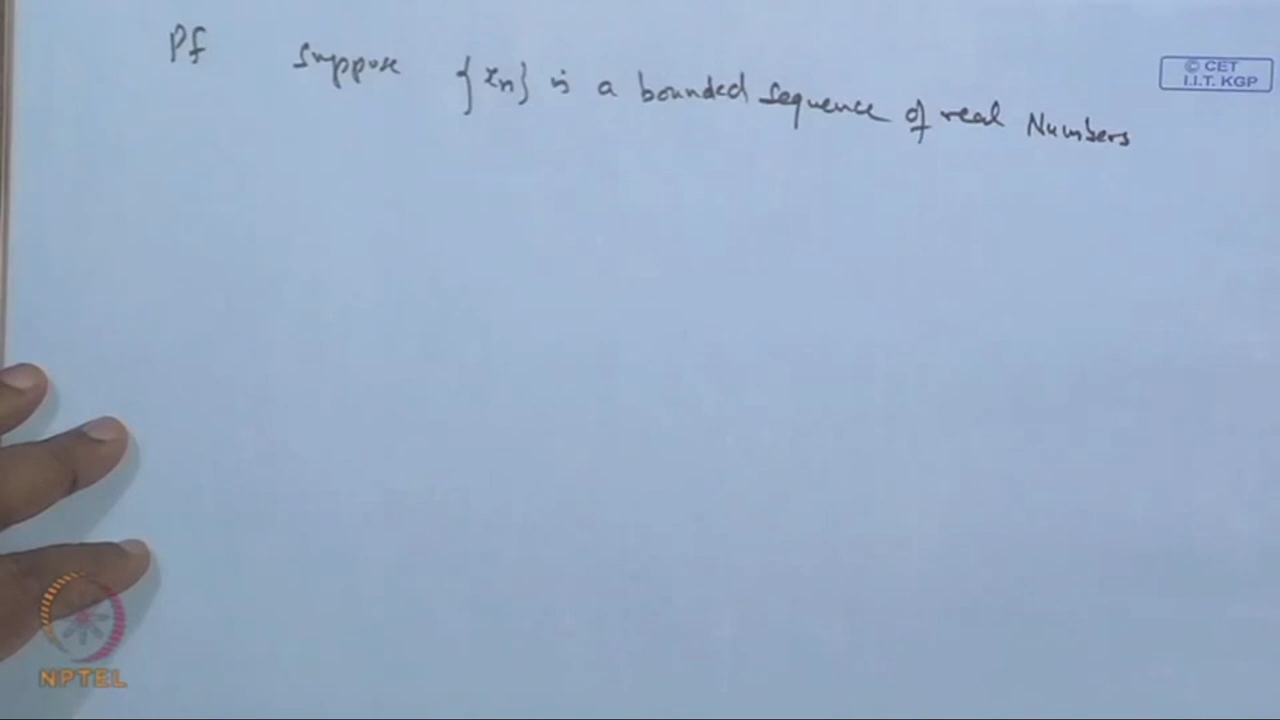 Pf Suppose {xn} is a bounded sequence of real Numbers
© CET
I.I.T. KGP
NPTEL